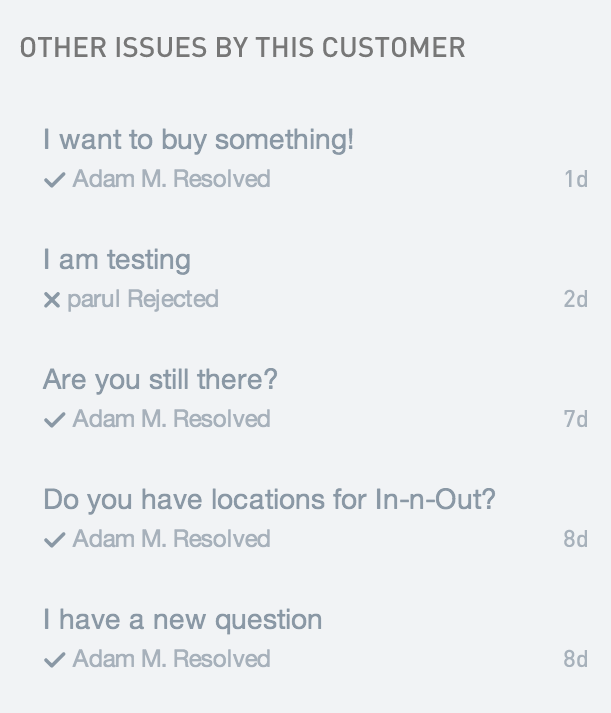 OTHER ISSUES BY THIS CUSTOMER
I want to buy something!
Adam M. Resolved 1d
I am testing
parul Rejected 2d
Are you still there?
Adam M. Resolved 7d
Do you have locations for In-n-Out?
Adam M. Resolved 8d
I have a new question
Adam M. Resolved 8d